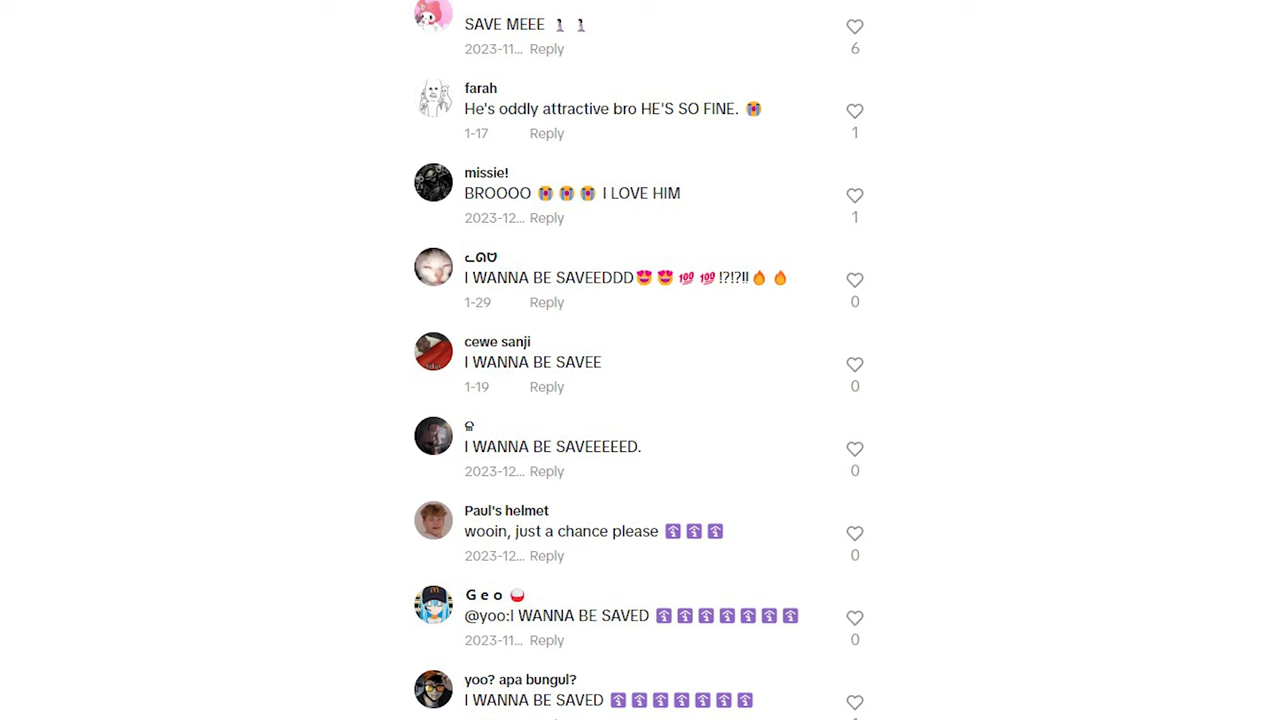 SAVE MEEE 🧎🏻‍♀️ 🧎🏻‍♀️
2023-11... Reply
6
farah
He's oddly attractive bro HE'S SO FINE. 😭
1-17 Reply
1
missie!
BROOOO 😭 😭 😭 I LOVE HIM
2023-12... Reply
1
I WANNA BE SAVEEDDD😍 😍 💯 💯 !?!?!!🔥 🔥
1-29 Reply
0
cewe sanji
I WANNA BE SAVEE
1-19 Reply
0
I WANNA BE SAVEEEEED.
2023-12... Reply
0
Paul's helmet
wooin, just a chance please 🛐 🛐 🛐
2023-12... Reply
0
G e o 🍚
@yoo:I WANNA BE SAVED 🛐 🛐 🛐 🛐 🛐 🛐 🛐
2023-11... Reply
0
yoo? apa bungul?
I WANNA BE SAVED 🛐 🛐 🛐 🛐 🛐 🛐 🛐